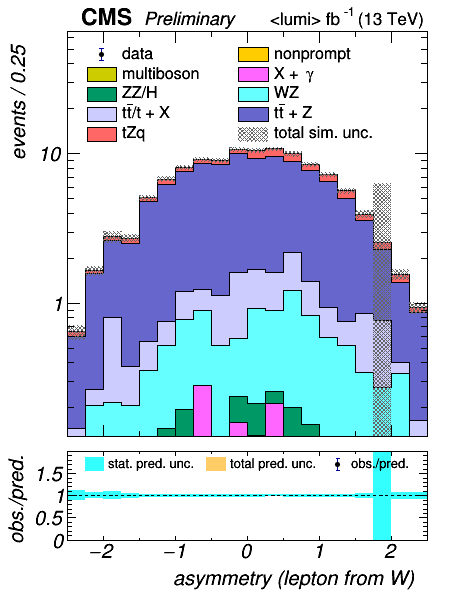 CMS Preliminary <lumi> fb⁻¹ (13 TeV)
events / 0.25
data
nonprompt
multiboson
X + γ
ZZ/H
WZ
tt̄/t + X
tt̄ + Z
tZq
total sim. unc.
10
1
obs./pred.
stat. pred. unc. total pred. unc. obs./pred.
1.5
1
0.5
0
−2 −1 0 1 2
asymmetry (lepton from W)